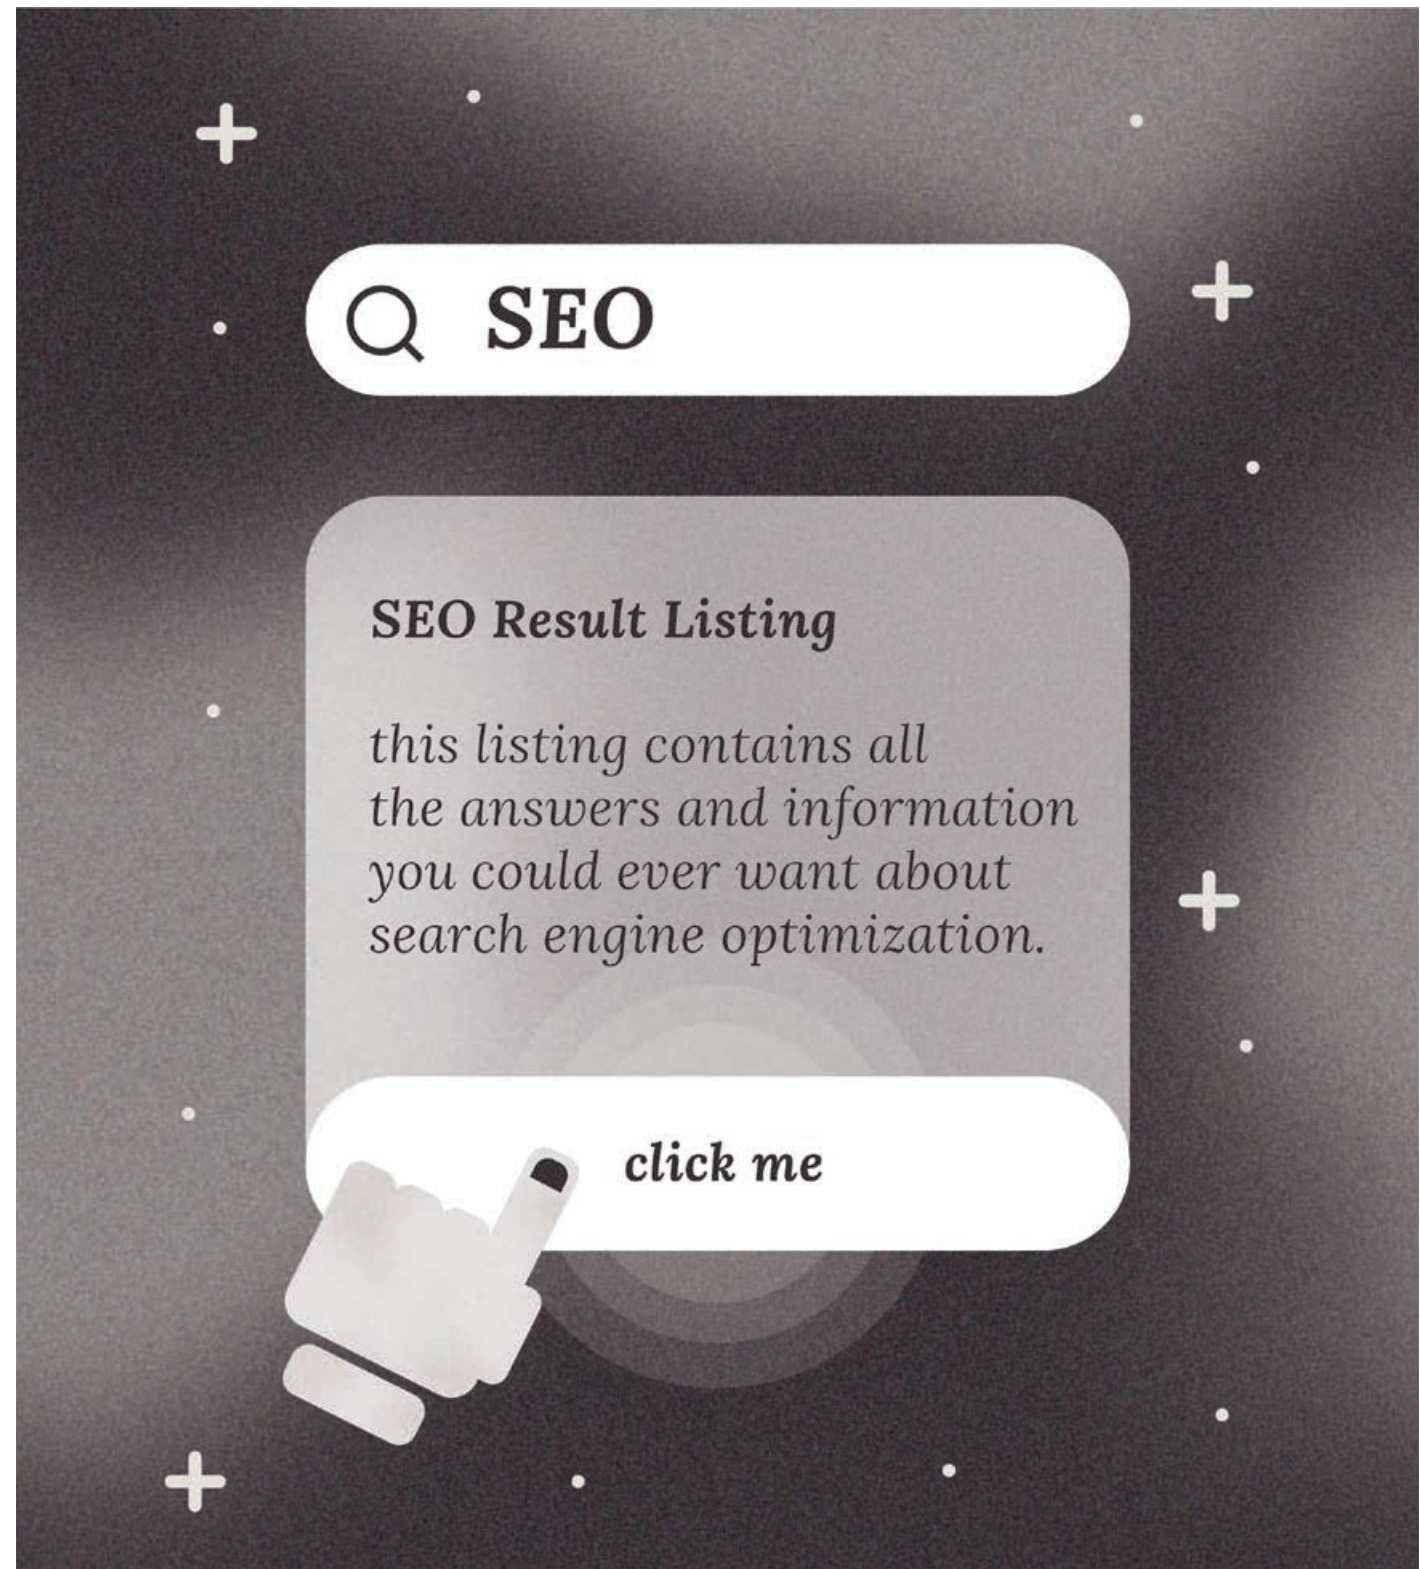 SEO
SEO Result Listing
this listing contains all
the answers and information
you could ever want about
search engine optimization.
click me